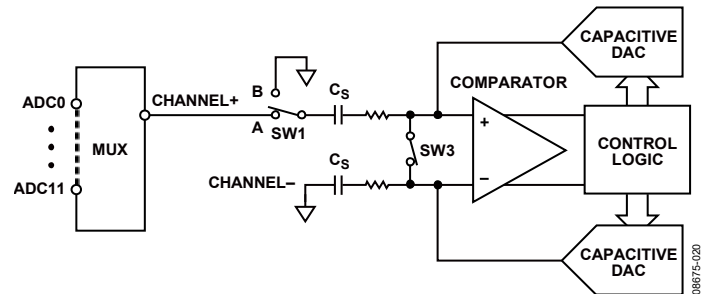 CAPACITIVE
DAC
ADC0
MUX
ADC11
CHANNEL+
B
A
SW1
CS
COMPARATOR
+
SW3
CONTROL
LOGIC
CHANNEL–
CS
–
CAPACITIVE
DAC
08675-020